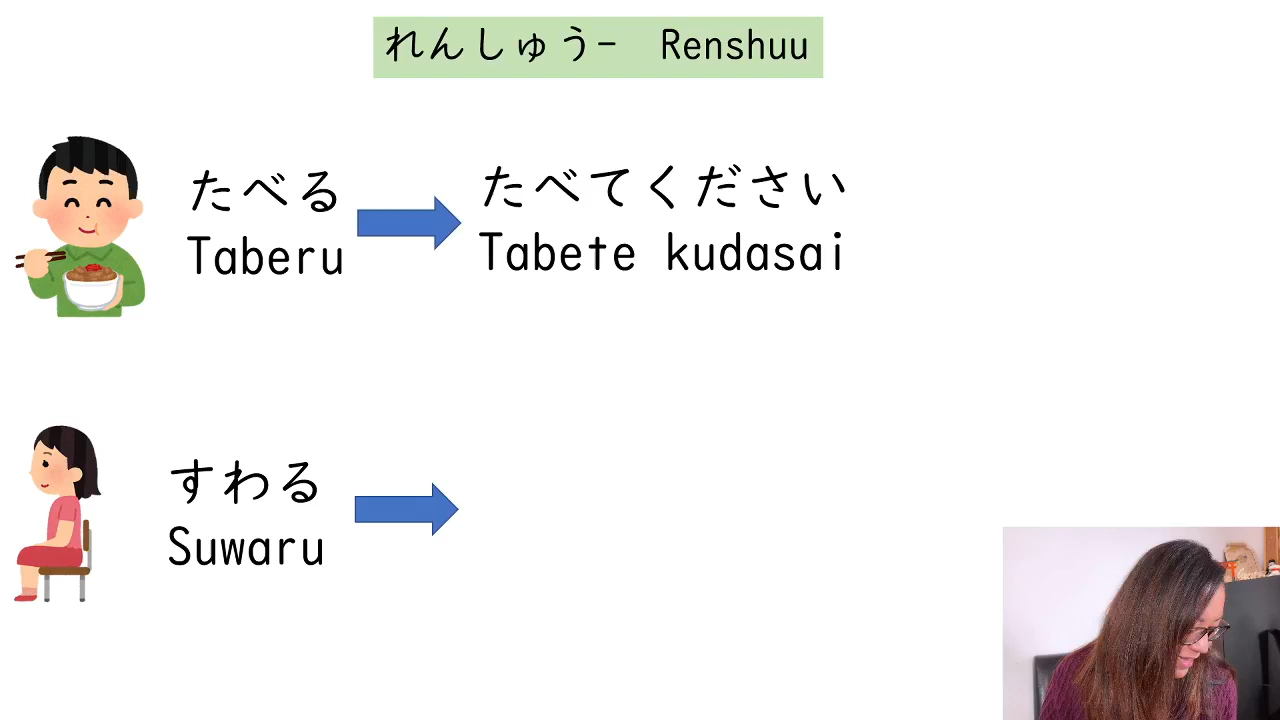 れんしゅう- Renshuu
たべる
Taberu
たべてください
Tabete kudasai
すわる
Suwaru